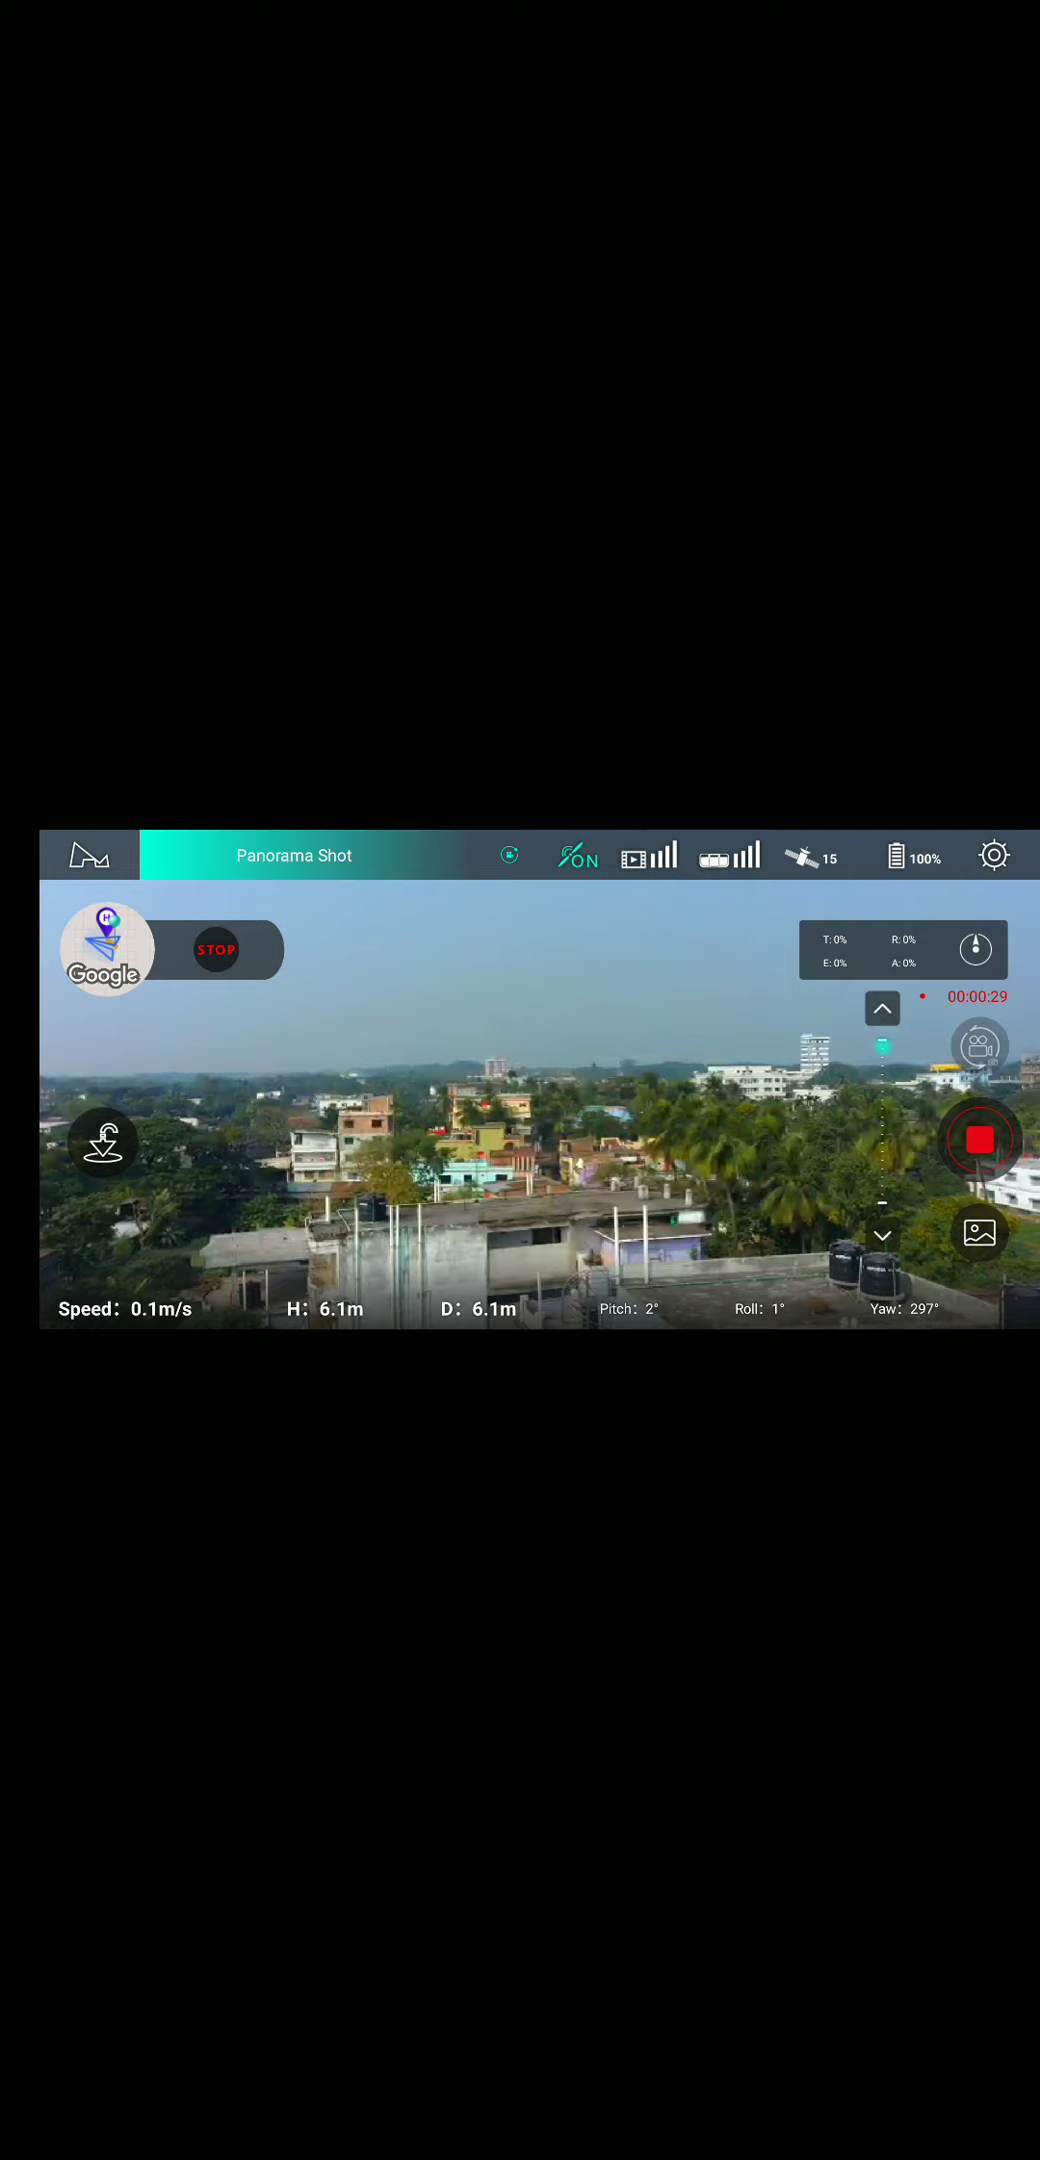 Panorama Shot
ON
15
100%
Google
STOP
T: 0%
R: 0%
E: 0%
A: 0%
00:00:29
Speed: 0.1m/s
H: 6.1m
D: 6.1m
Pitch: 2°
Roll: 1°
Yaw: 297°